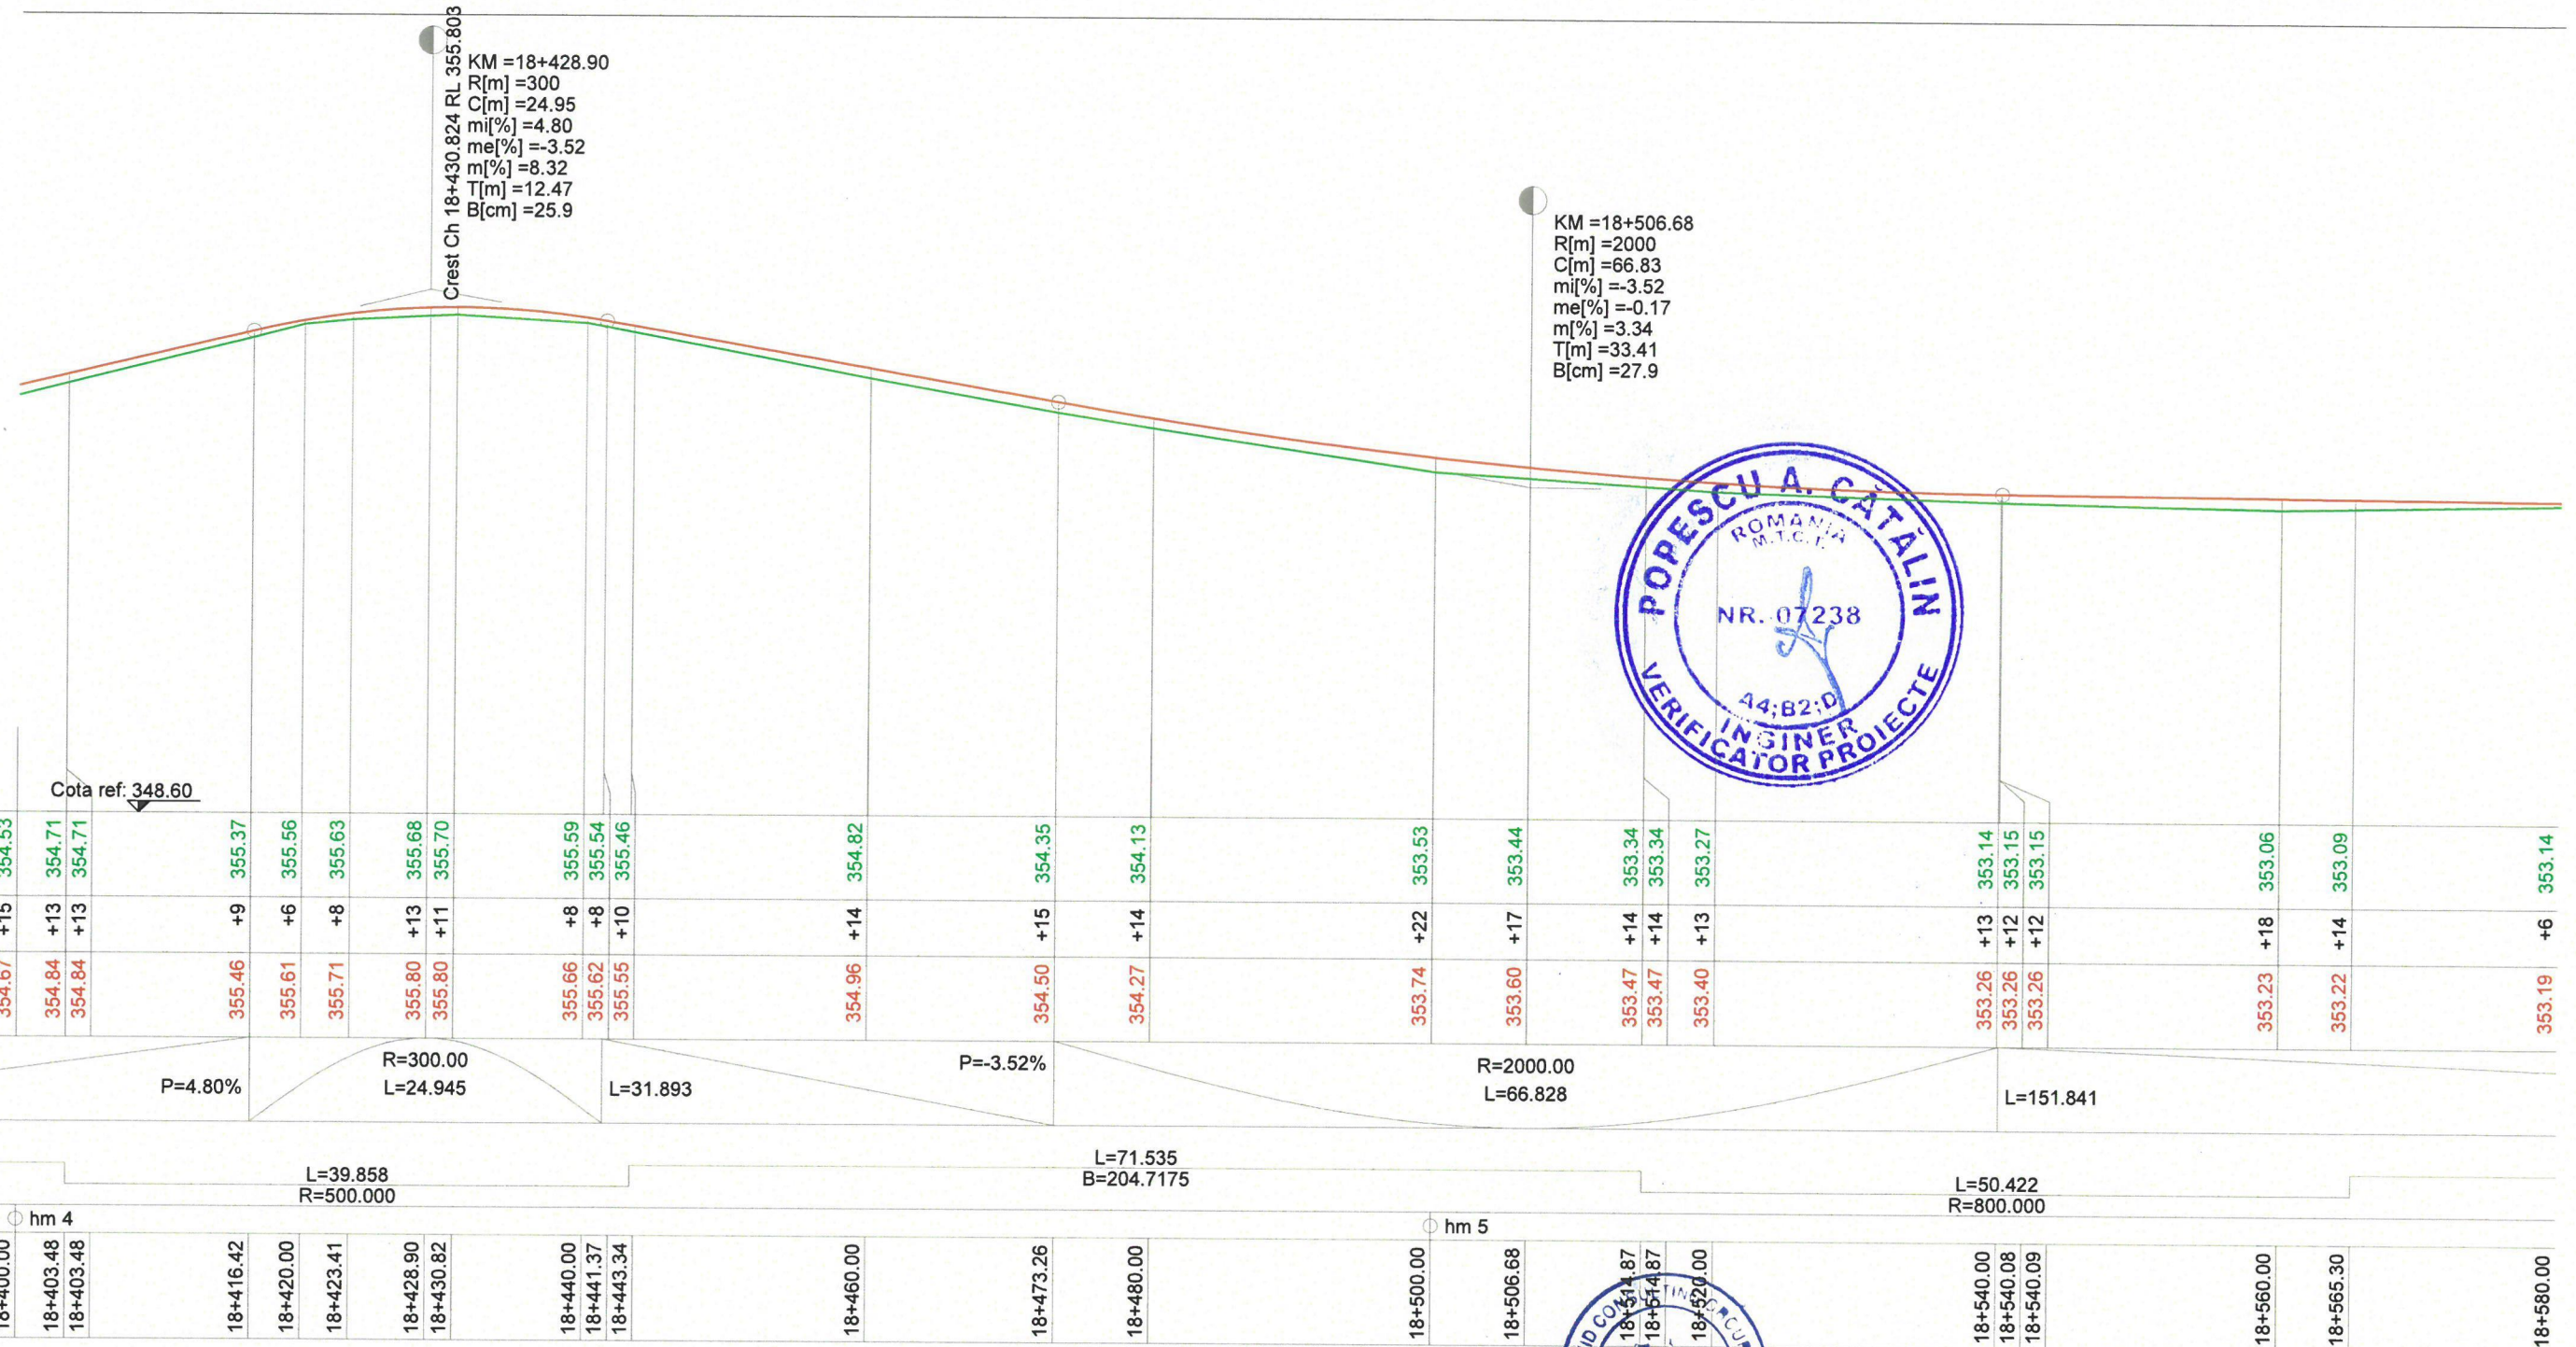 Crest Ch 18+430.824 RL 355.803
KM =18+428.90
R[m] =300
C[m] =24.95
mi[%] =4.80
me[%] =-3.52
m[%] =8.32
T[m] =12.47
B[cm] =25.9
KM =18+506.68
R[m] =2000
C[m] =66.83
mi[%] =-3.52
me[%] =-0.17
m[%] =3.34
T[m] =33.41
B[cm] =27.9
POPESCU A. CĂTĂLIN
ROMANIA
M.T.C.T.
NR. 07238
A4;B2;D
INGINER
VERIFICATOR PROIECTE
Cota ref: 348.60
354.53 354.71 354.71 355.37 355.56 355.63 355.68 355.70 355.59 355.54 355.46 354.82 354.35 354.13 353.53 353.44 353.34 353.34 353.27 353.14 353.15 353.15 353.06 353.09 353.14
+15 +13 +13 +9 +6 +8 +13 +11 +8 +8 +10 +14 +15 +14 +22 +17 +14 +14 +13 +13 +12 +12 +18 +14 +6
354.67 354.84 354.84 355.46 355.61 355.71 355.80 355.80 355.66 355.62 355.55 354.96 354.50 354.27 353.74 353.60 353.47 353.47 353.40 353.26 353.26 353.26 353.23 353.22 353.19
P=4.80%
R=300.00
L=24.945
L=31.893
P=-3.52%
R=2000.00
L=66.828
L=151.841
L=39.858
R=500.000
L=71.535
B=204.7175
L=50.422
R=800.000
hm 4
hm 5
18+400.00 18+403.48 18+403.48 18+416.42 18+420.00 18+423.41 18+428.90 18+430.82 18+440.00 18+441.37 18+443.34 18+460.00 18+473.26 18+480.00 18+500.00 18+506.68 18+514.87 18+514.87 18+520.00 18+540.00 18+540.08 18+540.09 18+560.00 18+565.30 18+580.00
CONSULTING GROUP